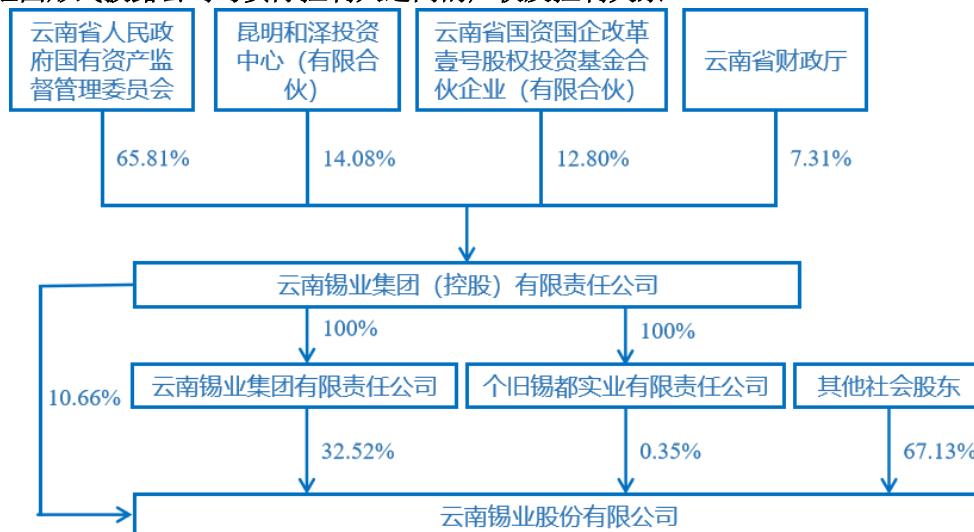 云南省人民政
府国有资产监
督管理委员会
昆明和泽投资
中心（有限合
伙）
云南省国资国企改革
壹号股权投资基金合
伙企业（有限合伙）
云南省财政厅
65.81%
14.08%
12.80%
7.31%
云南锡业集团（控股）有限责任公司
100%
100%
云南锡业集团有限责任公司
个旧锡都实业有限责任公司
其他社会股东
10.66%
32.52%
0.35%
67.13%
云南锡业股份有限公司